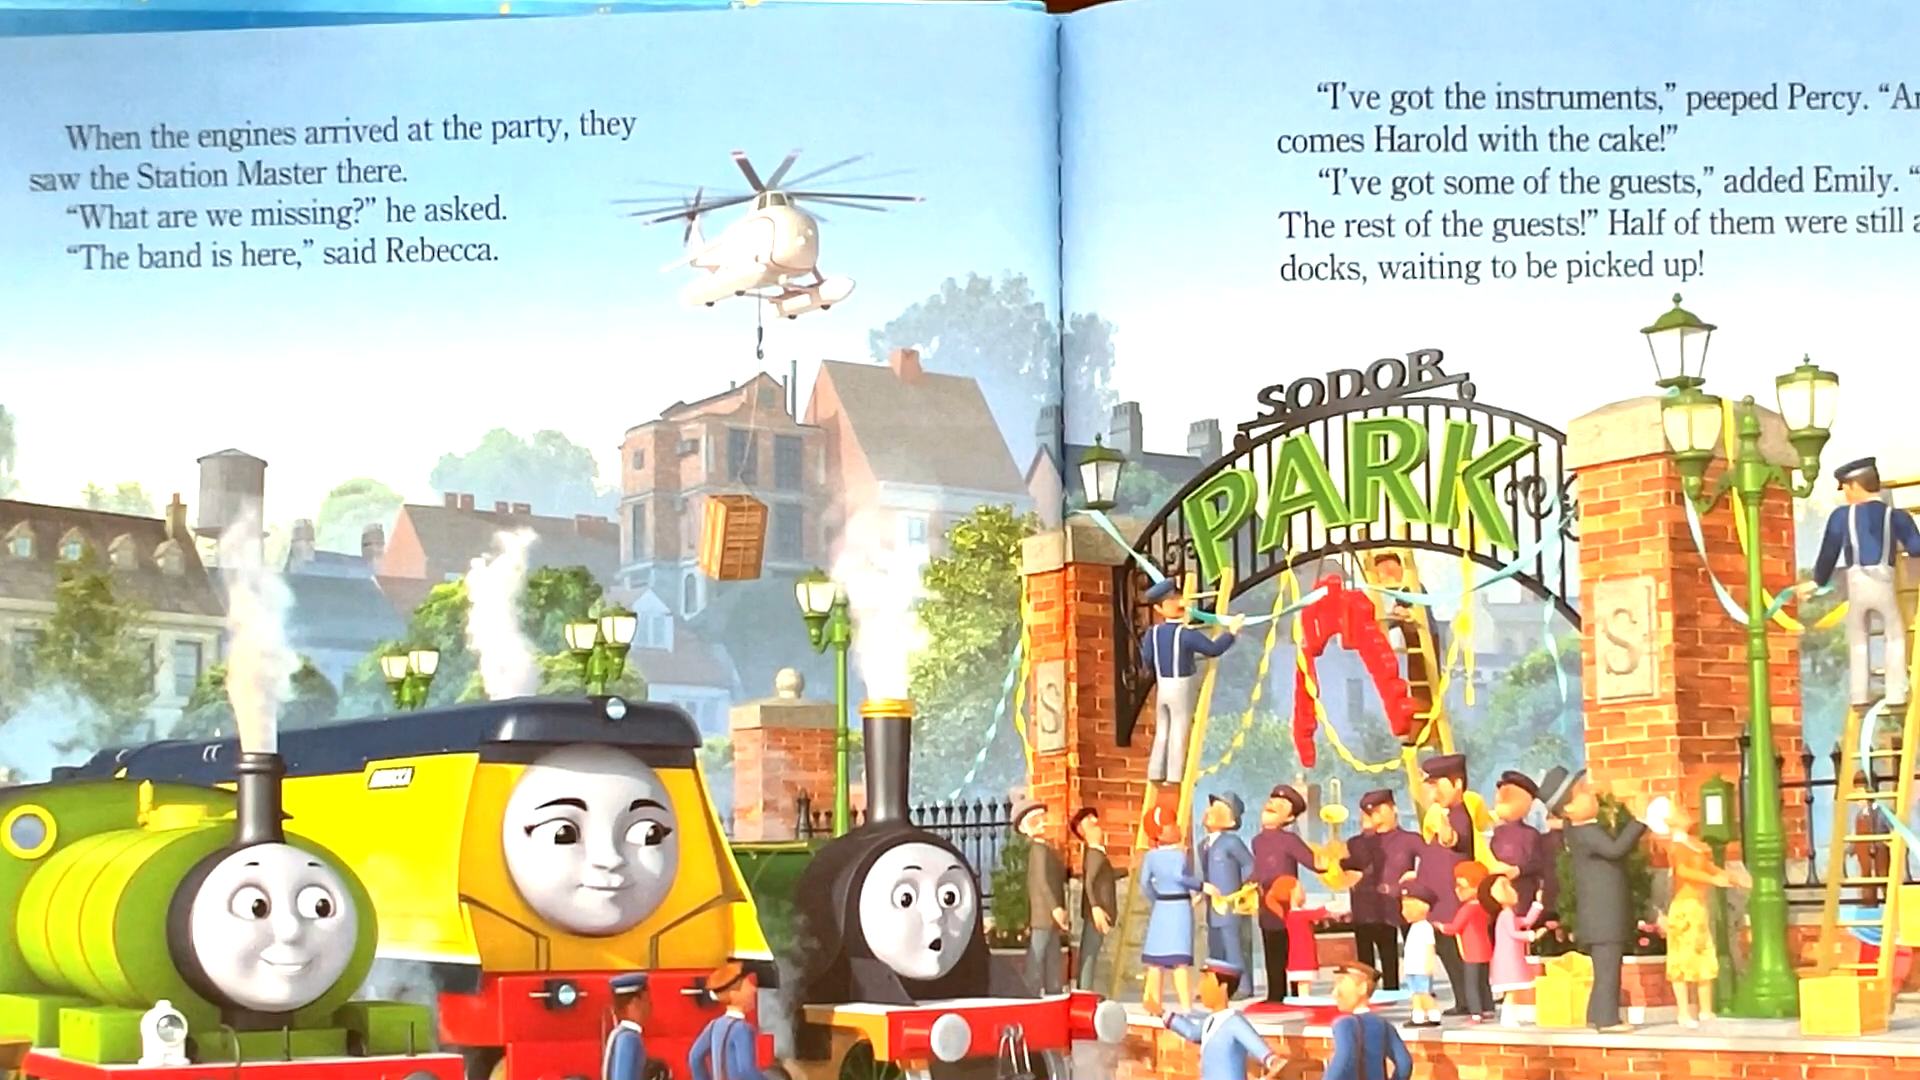 When the engines arrived at the party, they
saw the Station Master there.
“What are we missing?” he asked.
“The band is here,” said Rebecca.
“I’ve got the instruments,” peeped Percy.
comes Harold with the cake!”
“I’ve got some of the guests,” added Emily. “
The rest of the guests!” Half of them were still
docks, waiting to be picked up!
SODOR
PARK
S
S